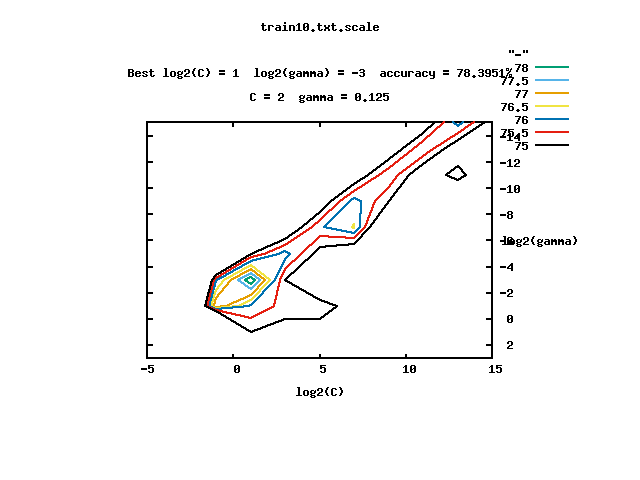 train10.txt.scale
"-"
Best log2(C) = 1  log2(gamma) = -3  accuracy = 78.3951%
78
77.5
77
C = 2  gamma = 0.125
76.5
76
75.5
-14
75
-12
-10
-8
-6
log2(gamma)
-4
-2
0
2
-5 0 5 10 15
log2(C)